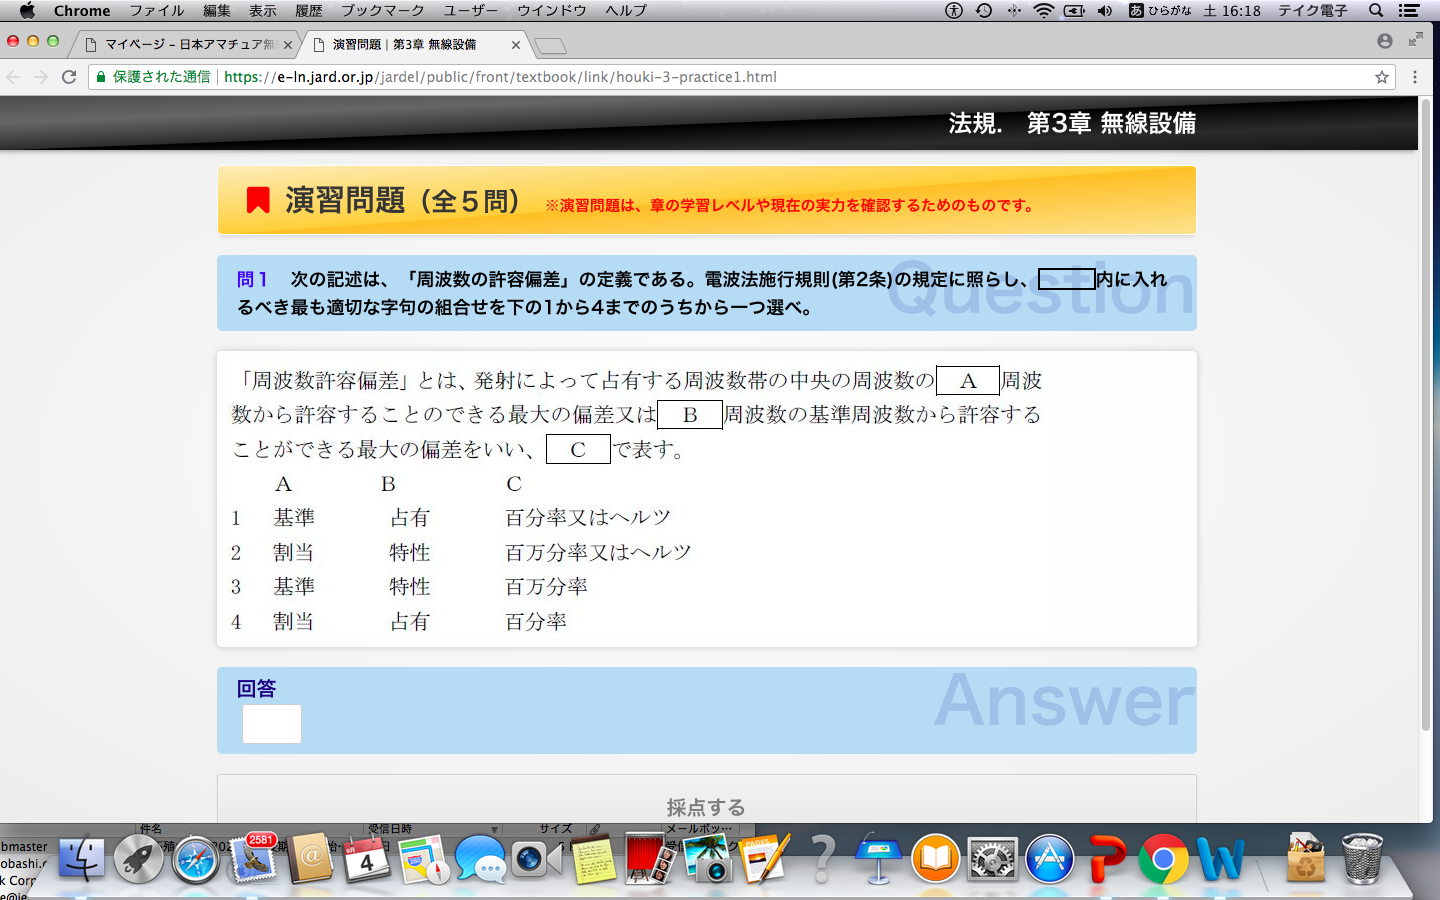 Chrome ファイル 編集 表示 履歴 ブックマーク ユーザー ウインドウ ヘルプ あ ひらがな 土 16:18 テイク電子
マイページ - 日本アマチュア無 演習問題 | 第3章 無線設備
保護された通信 https://e-ln.jard.or.jp/jardel/public/front/textbook/link/houki-3-practice1.html
法規. 第3章 無線設備
演習問題（全５問） ※演習問題は、章の学習レベルや現在の実力を確認するためのものです。
Question
問１ 次の記述は、「周波数の許容偏差」の定義である。電波法施行規則(第2条)の規定に照らし、 内に入れ
るべき最も適切な字句の組合せを下の1から4までのうちから一つ選べ。
「周波数許容偏差」とは、発射によって占有する周波数帯の中央の周波数の A 周波
数から許容することのできる最大の偏差又は B 周波数の基準周波数から許容する
ことができる最大の偏差をいい、 C で表す。
A B C
1 基準 占有 百分率又はヘルツ
2 割当 特性 百万分率又はヘルツ
3 基準 特性 百万分率
4 割当 占有 百分率
回答
Answer
採点する
件名 受信日時 サイズ メールボッ…
2581
4
PAGES